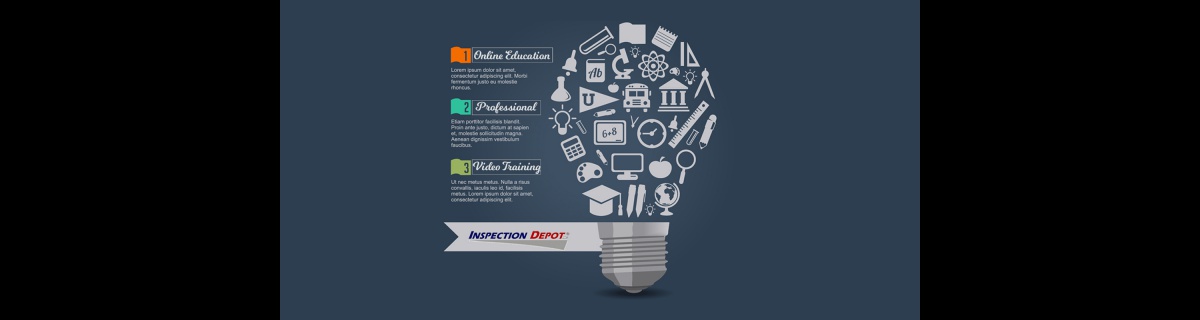 1 Online Education
Lorem ipsum dolor sit amet,
consectetur adipiscing elit. Morbi
fermentum justo eu molestie
rhoncus.
2 Professional
Etiam porttitor facilisis blandit.
Proin ante justo, dictum at sapien
et, molestie sollicitudin magna.
Aenean dignissim vestibulum
faucibus.
3 Video Training
Ut nec metus metus. Nulla a risus
convallis, iaculis leo id, facilisis
metus. Lorem ipsum dolor sit amet,
consectetur adipiscing elit.
Ab
U
6+8
INSPECTION DEPOT